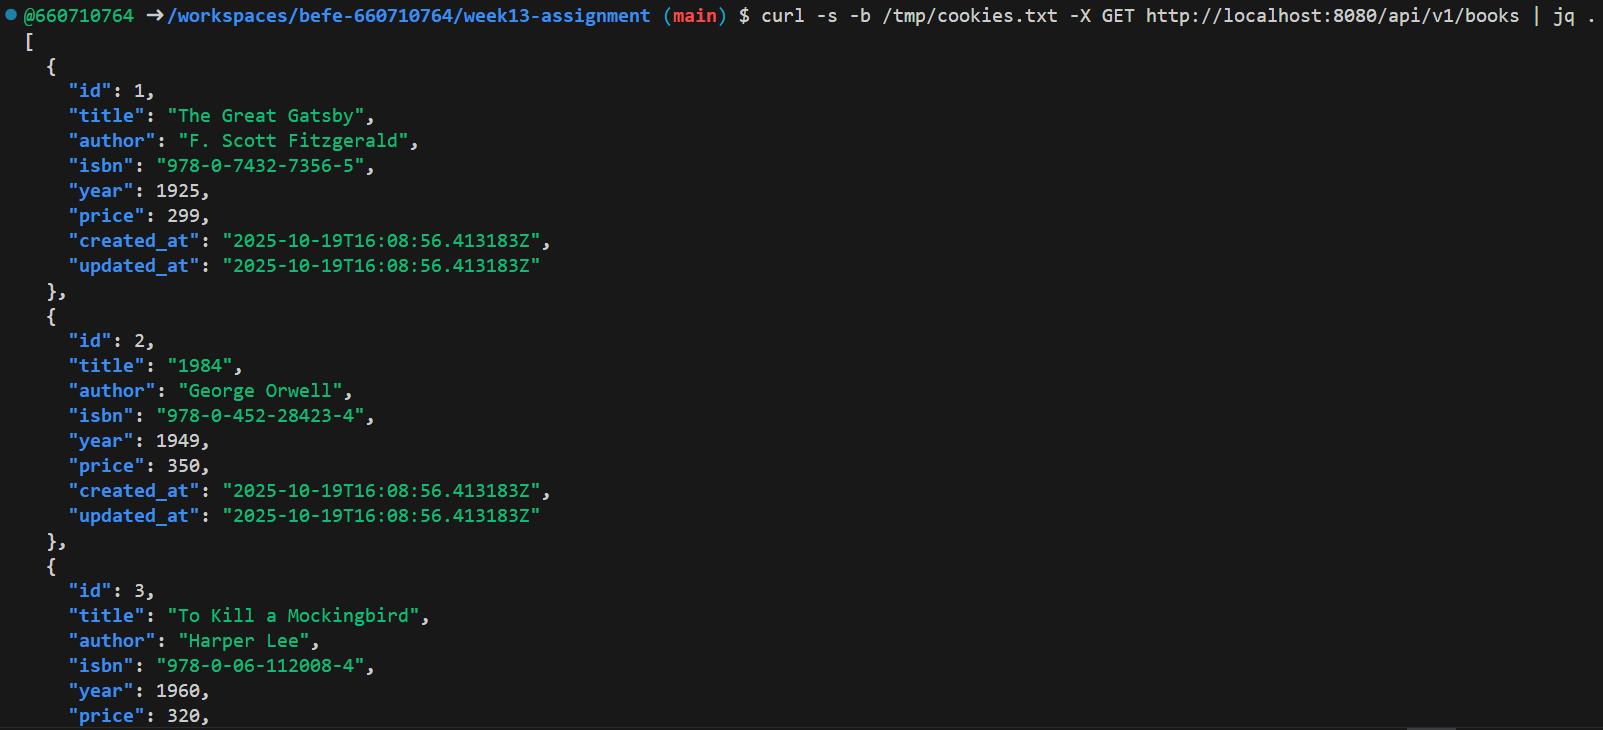 @660710764 ➜/workspaces/befe-660710764/week13-assignment (main) $ curl -s -b /tmp/cookies.txt -X GET http://localhost:8080/api/v1/books | jq .
[
  {
    "id": 1,
    "title": "The Great Gatsby",
    "author": "F. Scott Fitzgerald",
    "isbn": "978-0-7432-7356-5",
    "year": 1925,
    "price": 299,
    "created_at": "2025-10-19T16:08:56.413183Z",
    "updated_at": "2025-10-19T16:08:56.413183Z"
  },
  {
    "id": 2,
    "title": "1984",
    "author": "George Orwell",
    "isbn": "978-0-452-28423-4",
    "year": 1949,
    "price": 350,
    "created_at": "2025-10-19T16:08:56.413183Z",
    "updated_at": "2025-10-19T16:08:56.413183Z"
  },
  {
    "id": 3,
    "title": "To Kill a Mockingbird",
    "author": "Harper Lee",
    "isbn": "978-0-06-112008-4",
    "year": 1960,
    "price": 320,